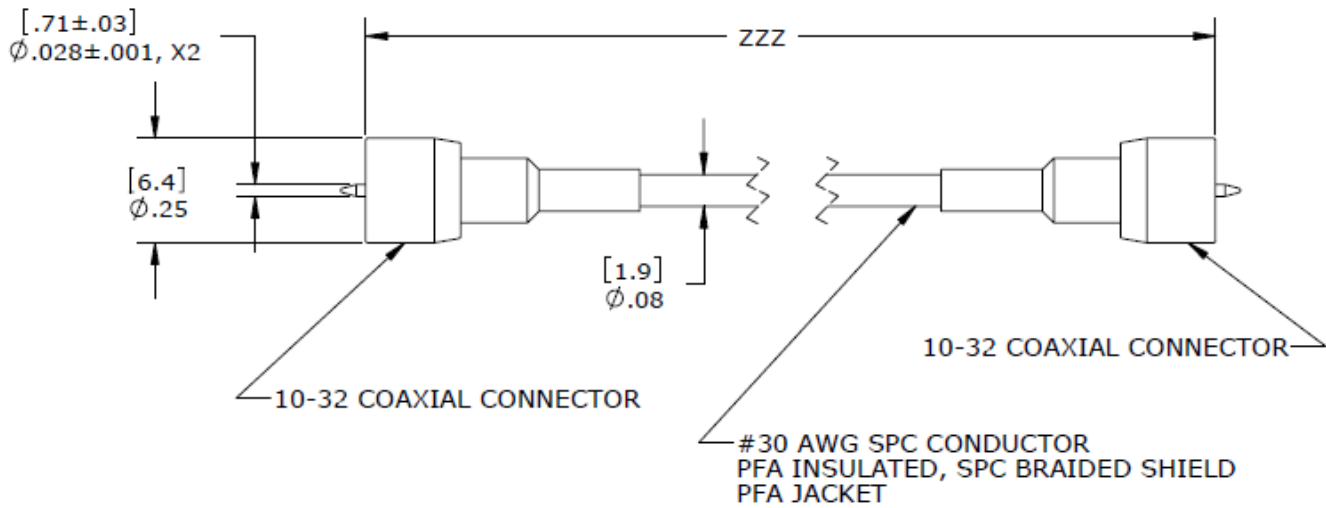 [.71±.03]
Ø.028±.001, X2
ZZZ
[6.4]
Ø.25
[1.9]
Ø.08
10-32 COAXIAL CONNECTOR
10-32 COAXIAL CONNECTOR
#30 AWG SPC CONDUCTOR
PFA INSULATED, SPC BRAIDED SHIELD
PFA JACKET